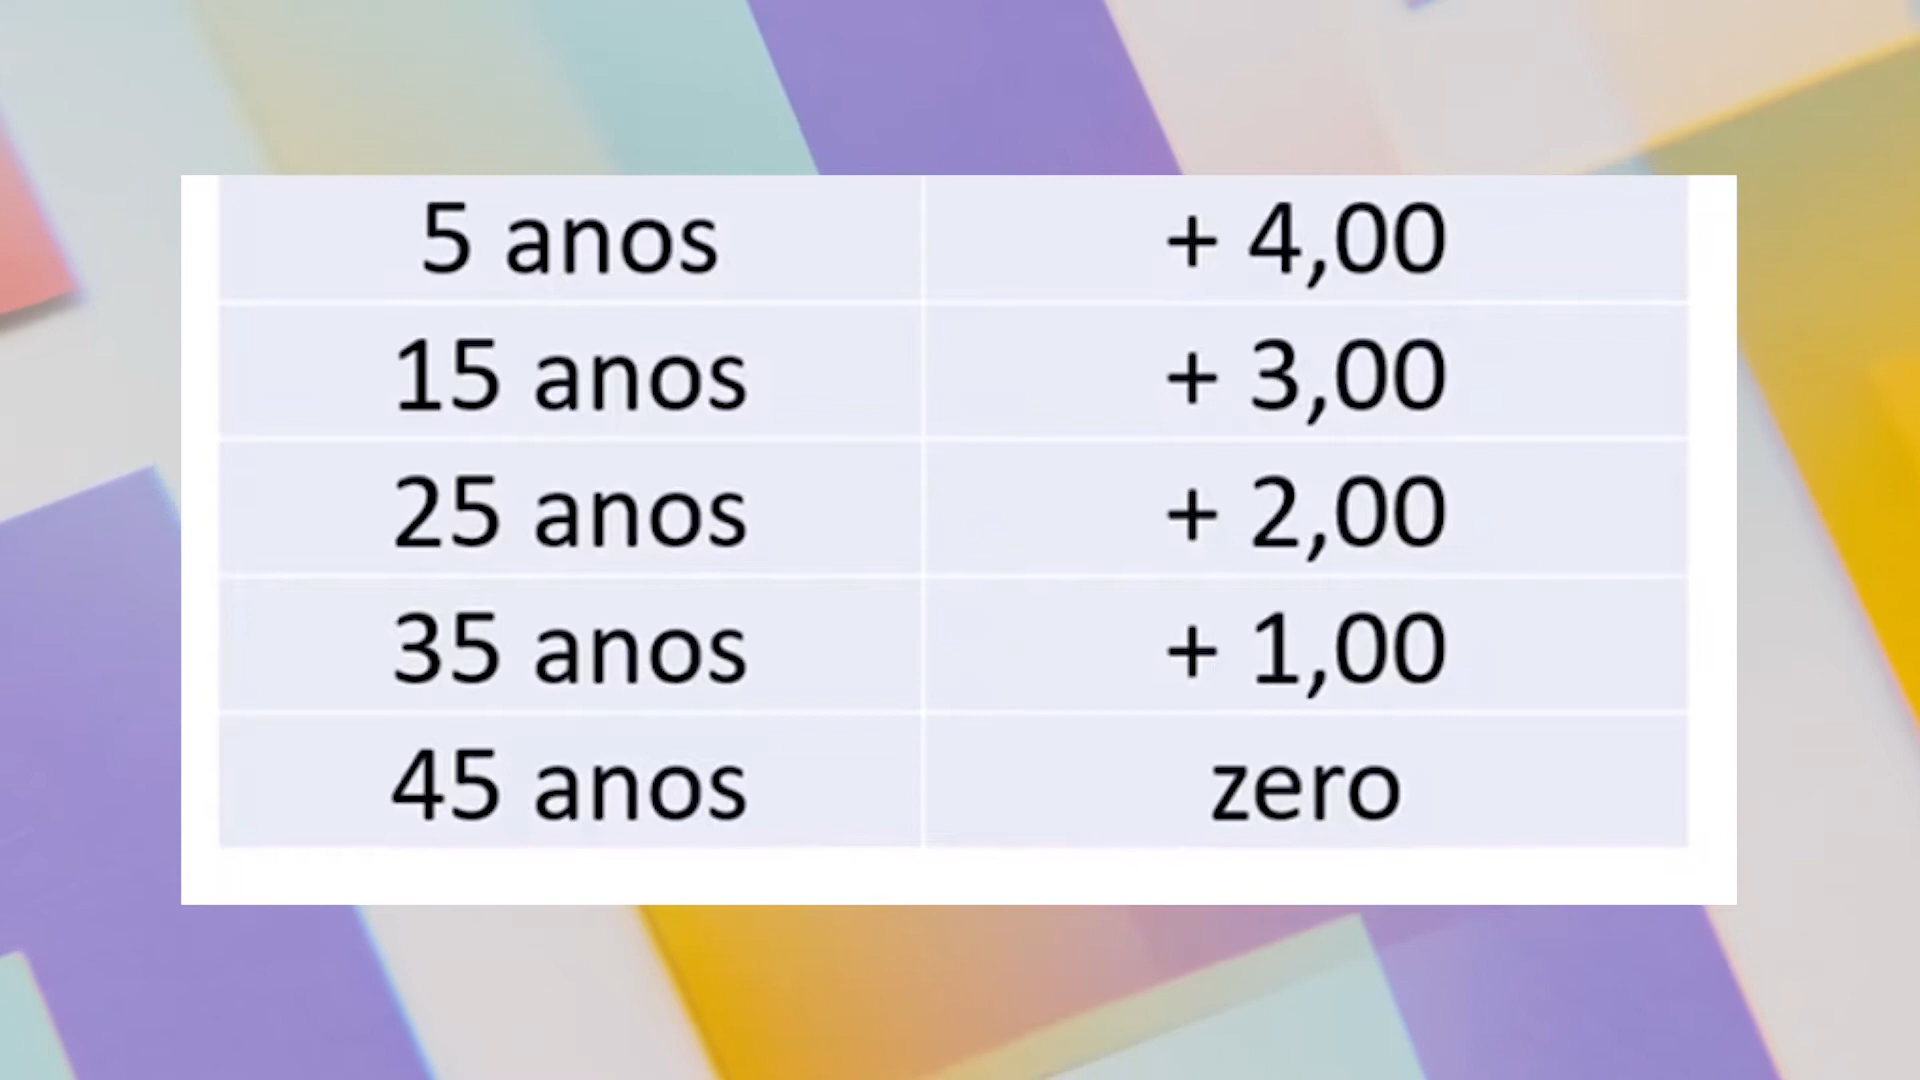 5 anos + 4,00
15 anos + 3,00
25 anos + 2,00
35 anos + 1,00
45 anos zero